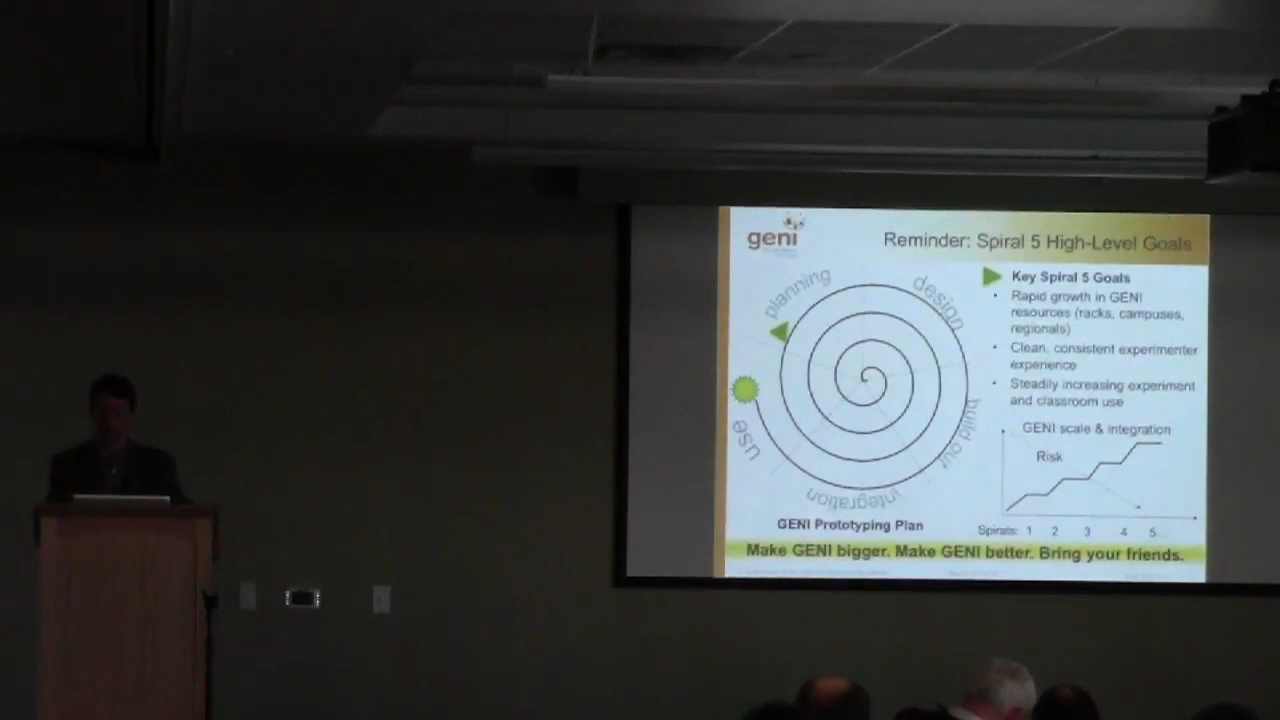 geni
Reminder: Spiral 5 High-Level Goals
planning
design
build out
integration
use
GENI Prototyping Plan
Key Spiral 5 Goals
• Rapid growth in GENI
resources (racks, campuses,
regionals)
• Clean, consistent experimenter
experience
• Steadily increasing experiment
and classroom use
GENI scale & integration
Risk
Spirals: 1 2 3 4 5...
Make GENI bigger. Make GENI better. Bring your friends.